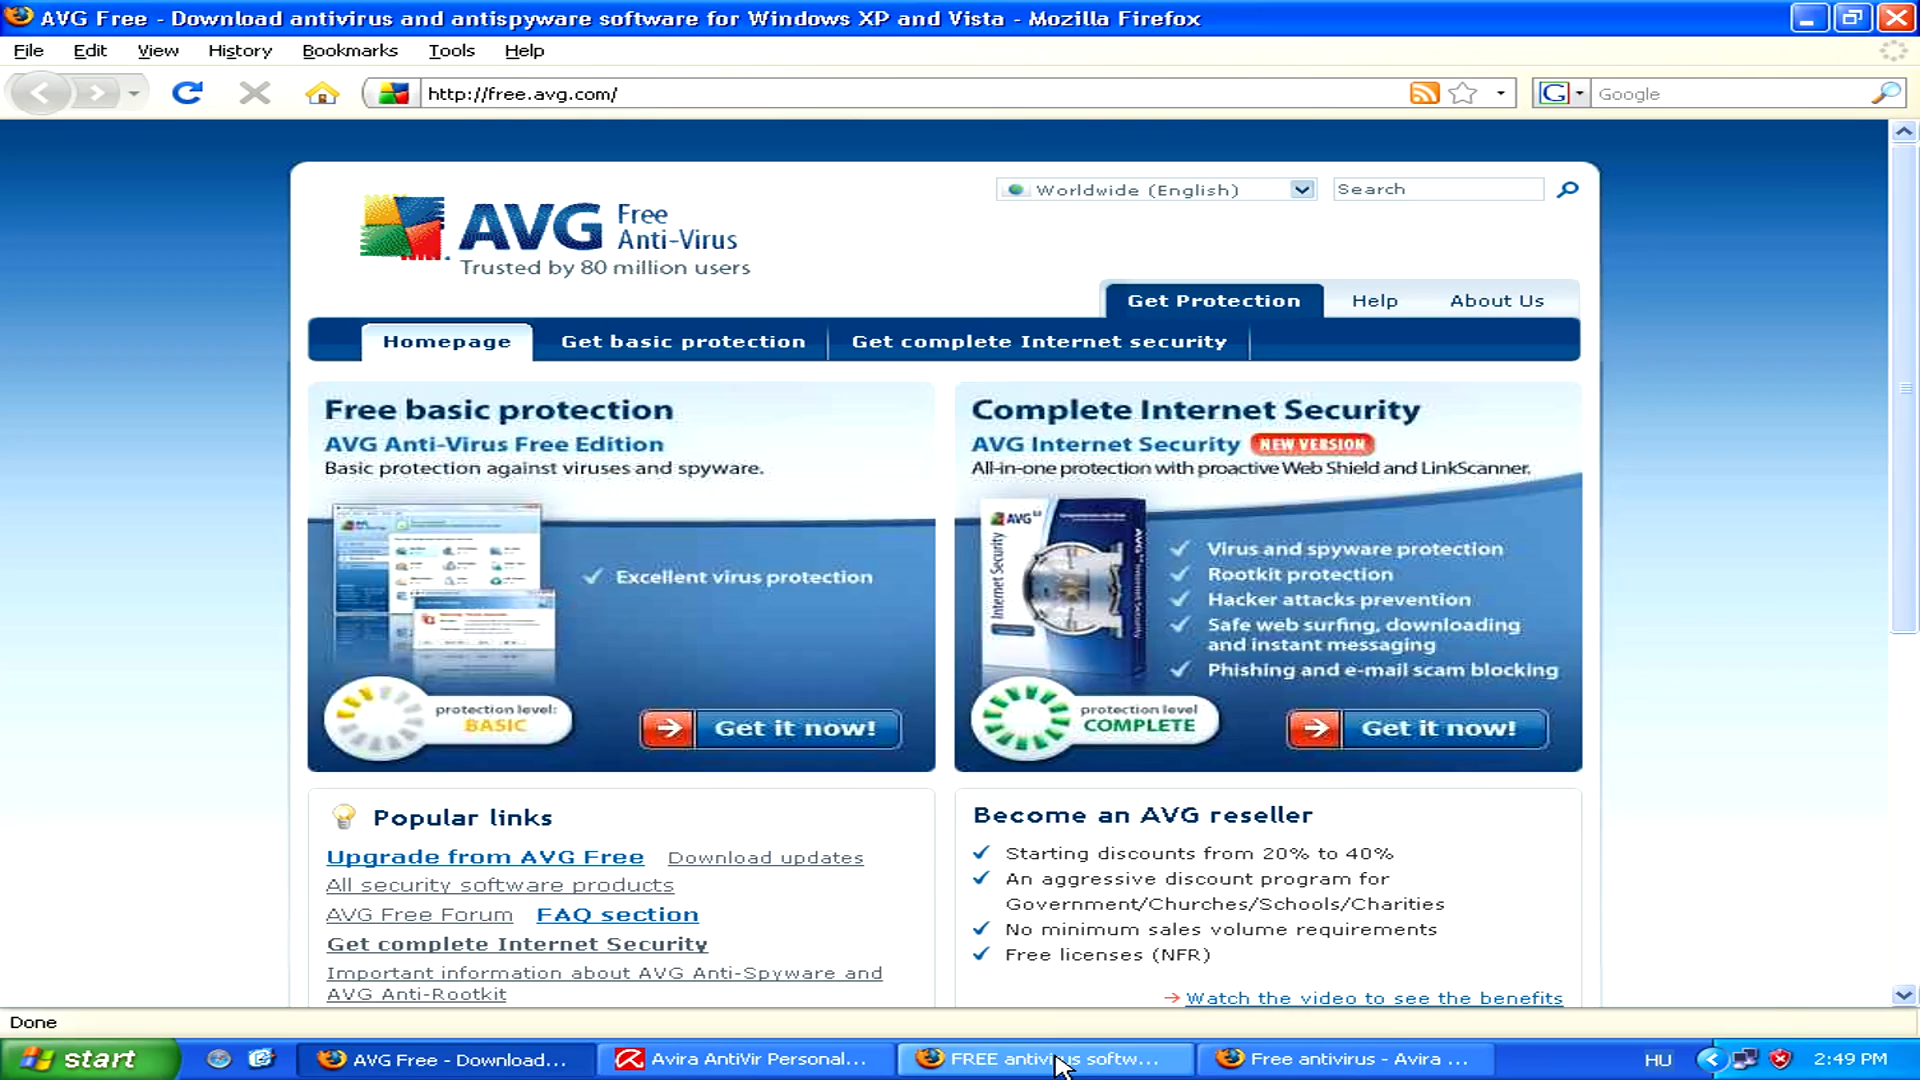 AVG Free - Download antivirus and antispyware software for Windows XP and Vista - Mozilla Firefox
File Edit View History Bookmarks Tools Help
http://free.avg.com/
G Google
Worldwide (English) Search
AVG Free Anti-Virus
Trusted by 80 million users
Get Protection Help About Us
Homepage Get basic protection Get complete Internet security
Free basic protection
AVG Anti-Virus Free Edition
Basic protection against viruses and spyware.
Excellent virus protection
protection level:
BASIC
Get it now!
Complete Internet Security
AVG Internet Security NEW VERSION
All-in-one protection with proactive Web Shield and LinkScanner.
AVG
Internet Security
Virus and spyware protection
Rootkit protection
Hacker attacks prevention
Safe web surfing, downloading
and instant messaging
Phishing and e-mail scam blocking
protection level
COMPLETE
Get it now!
Popular links
Upgrade from AVG Free Download updates
All security software products
AVG Free Forum FAQ section
Get complete Internet Security
Important information about AVG Anti-Spyware and
AVG Anti-Rootkit
Become an AVG reseller
Starting discounts from 20% to 40%
An aggressive discount program for
Government/Churches/Schools/Charities
No minimum sales volume requirements
Free licenses (NFR)
Watch the video to see the benefits
Done
start AVG Free - Download... Avira AntiVir Personal... FREE antivirus softw... Free antivirus - Avira ... HU 2:49 PM